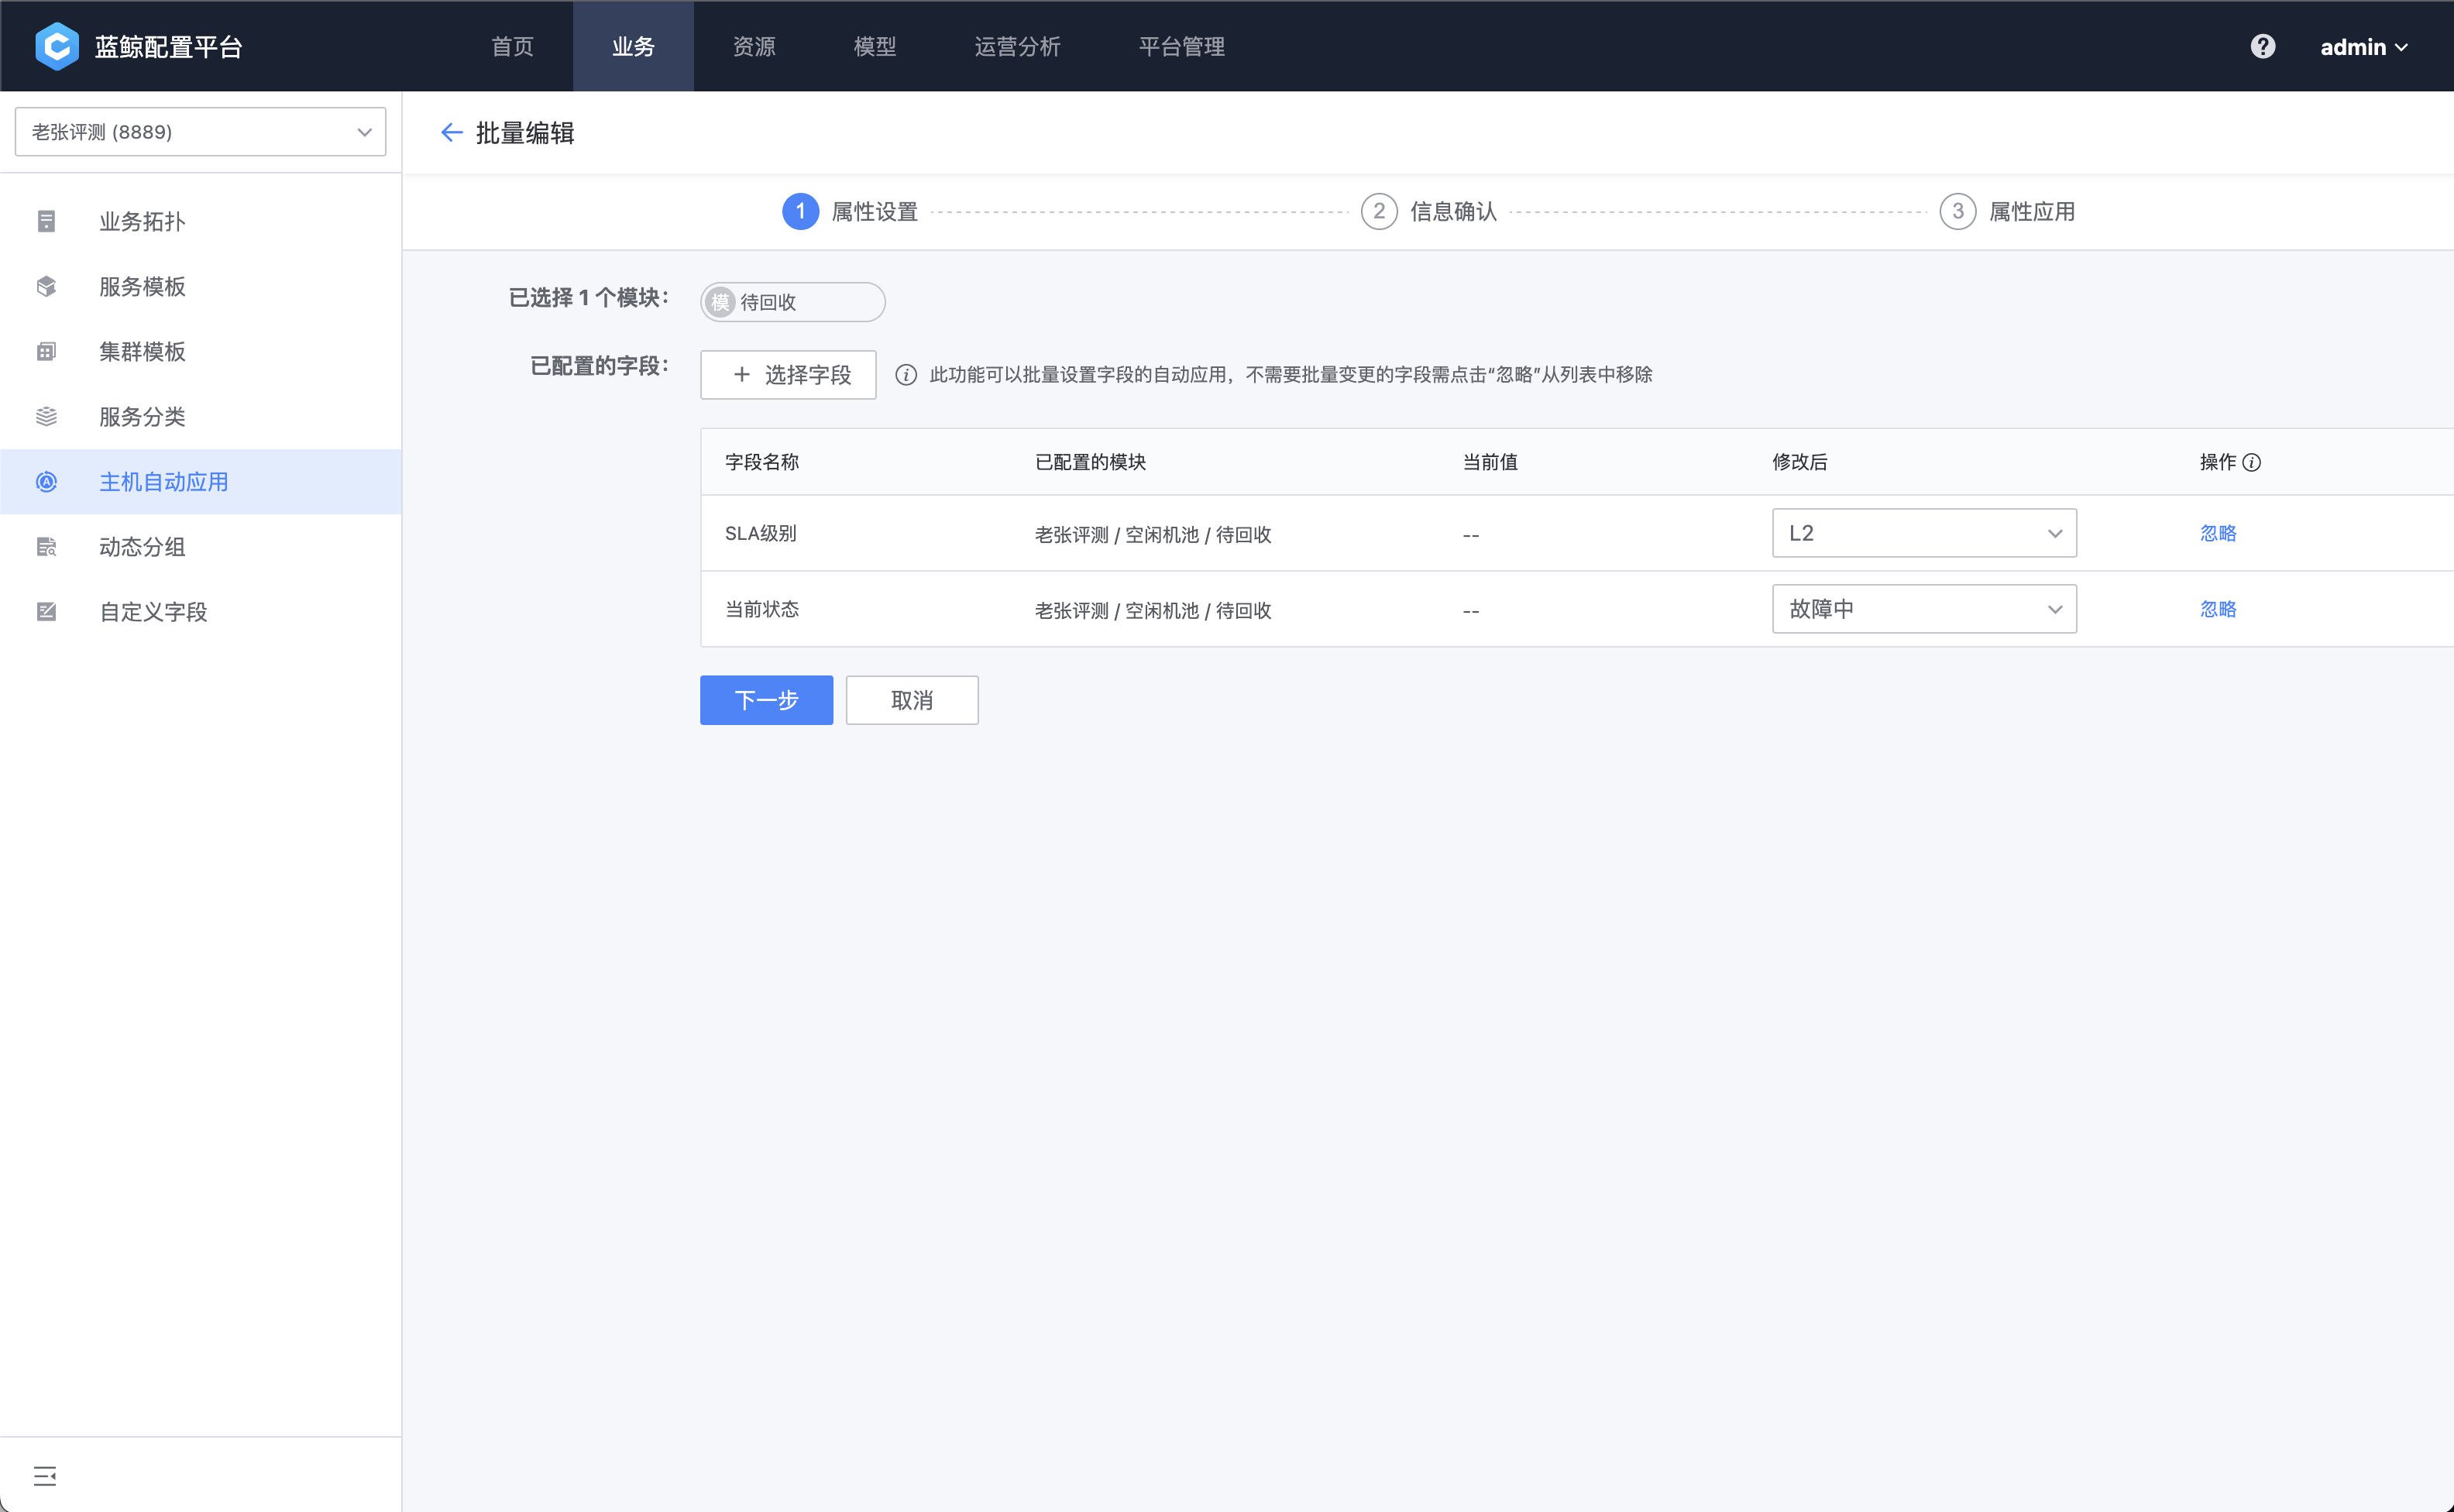 蓝鲸配置平台 首页 业务 资源 模型 运营分析 平台管理 ? admin
老张评测 (8889)
业务拓扑
服务模板
集群模板
服务分类
主机自动应用
动态分组
自定义字段
批量编辑
1 属性设置 2 信息确认 3 属性应用
已选择 1 个模块： 模 待回收
已配置的字段： + 选择字段 此功能可以批量设置字段的自动应用，不需要批量变更的字段需点击“忽略”从列表中移除
字段名称 已配置的模块 当前值 修改后 操作
SLA级别 老张评测 / 空闲机池 / 待回收 -- L2 忽略
当前状态 老张评测 / 空闲机池 / 待回收 -- 故障中 忽略
下一步 取消